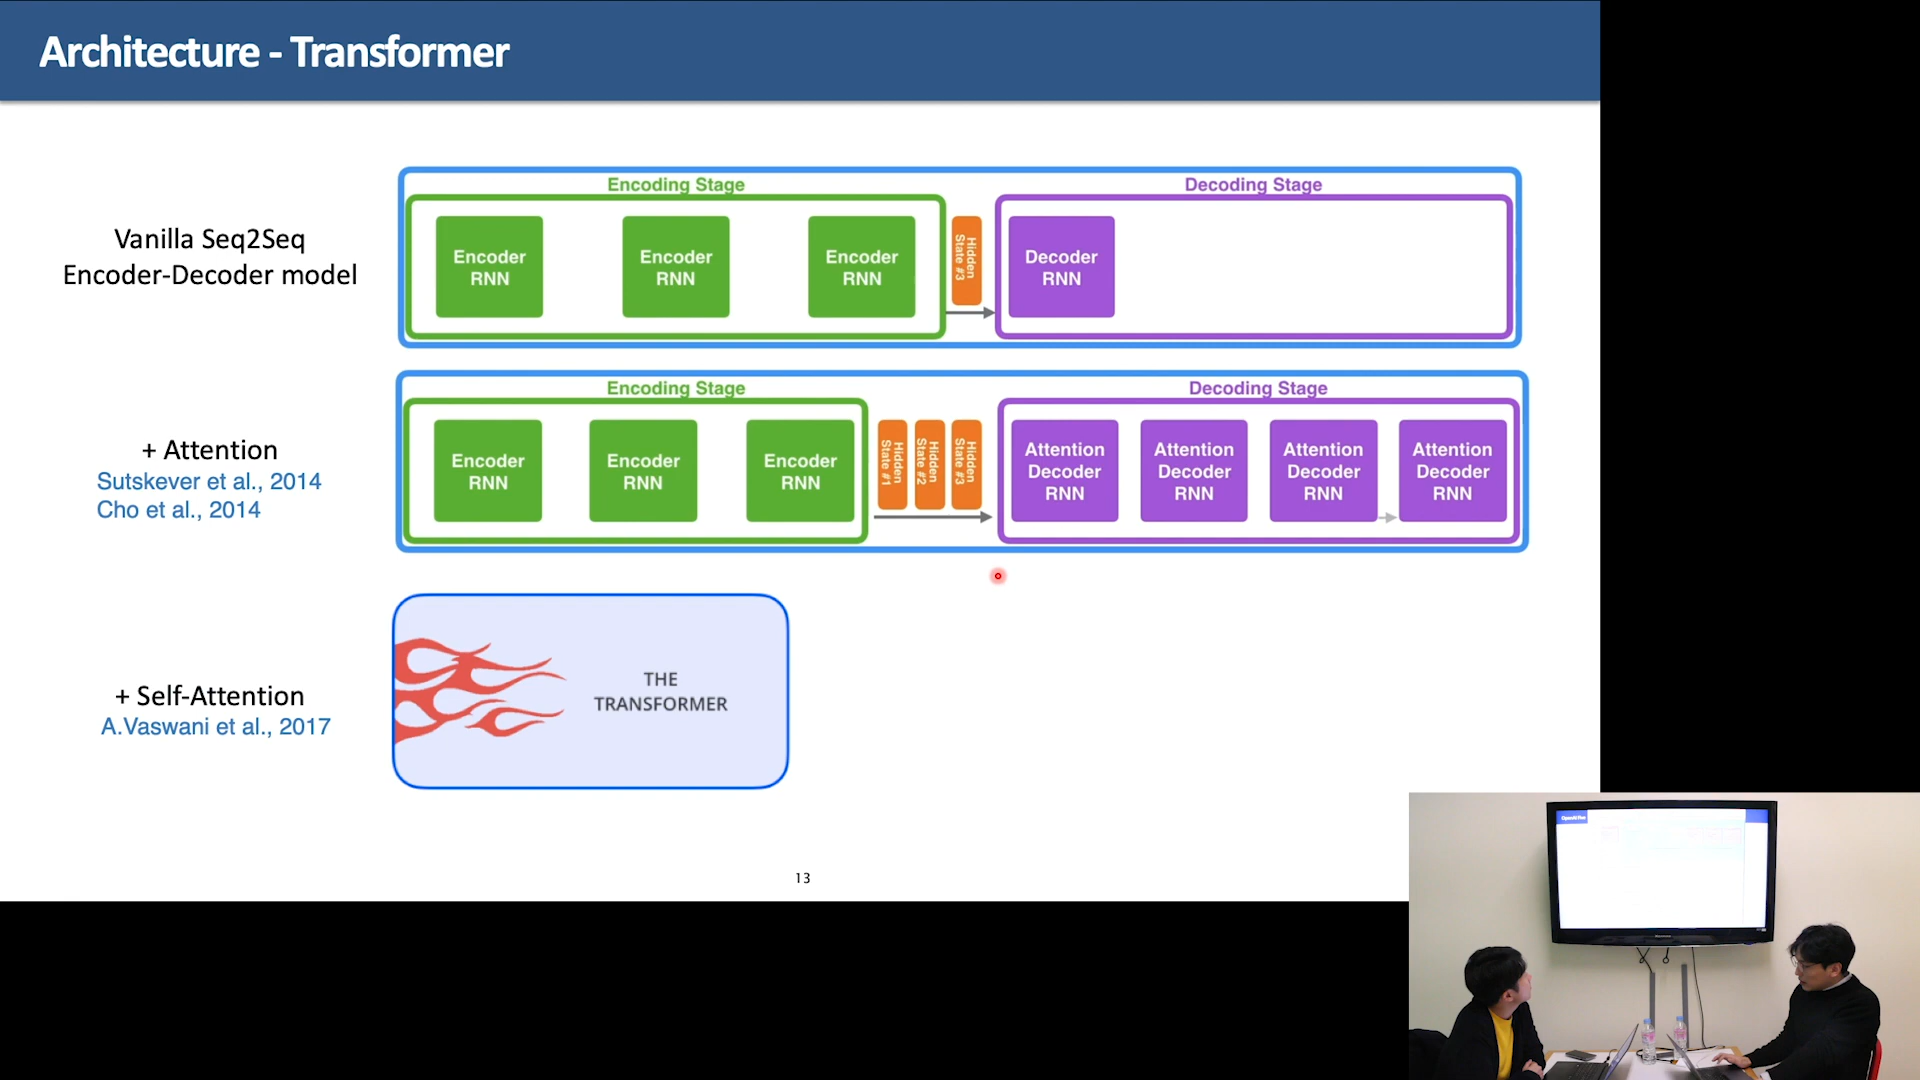 Architecture - Transformer
Vanilla Seq2Seq
Encoder-Decoder model
Encoding Stage
Decoding Stage
Encoder
RNN
Encoder
RNN
Encoder
RNN
Hidden
State #3
Decoder
RNN
+ Attention
Sutskever et al., 2014
Cho et al., 2014
Encoding Stage
Decoding Stage
Encoder
RNN
Encoder
RNN
Encoder
RNN
Hidden
State #1
Hidden
State #2
Hidden
State #3
Attention
Decoder
RNN
Attention
Decoder
RNN
Attention
Decoder
RNN
Attention
Decoder
RNN
+ Self-Attention
A.Vaswani et al., 2017
THE
TRANSFORMER
13
OpenAI Five